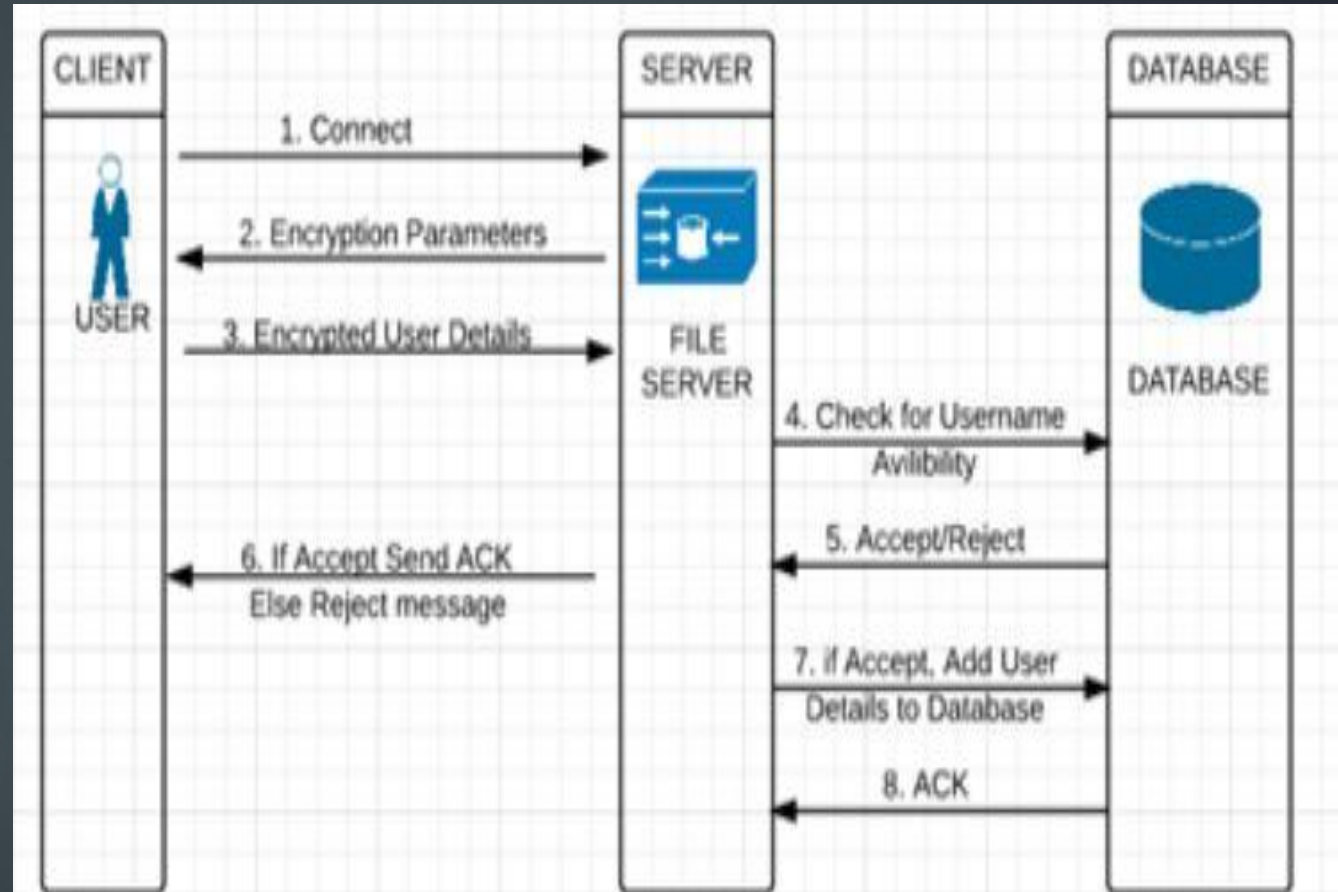 CLIENT
SERVER
DATABASE
1. Connect
2. Encryption Parameters
USER
3. Encrypted User Details
FILE
SERVER
DATABASE
4. Check for Username
Avilibility
5. Accept/Reject
6. If Accept Send ACK
Else Reject message
7. if Accept, Add User
Details to Database
8. ACK